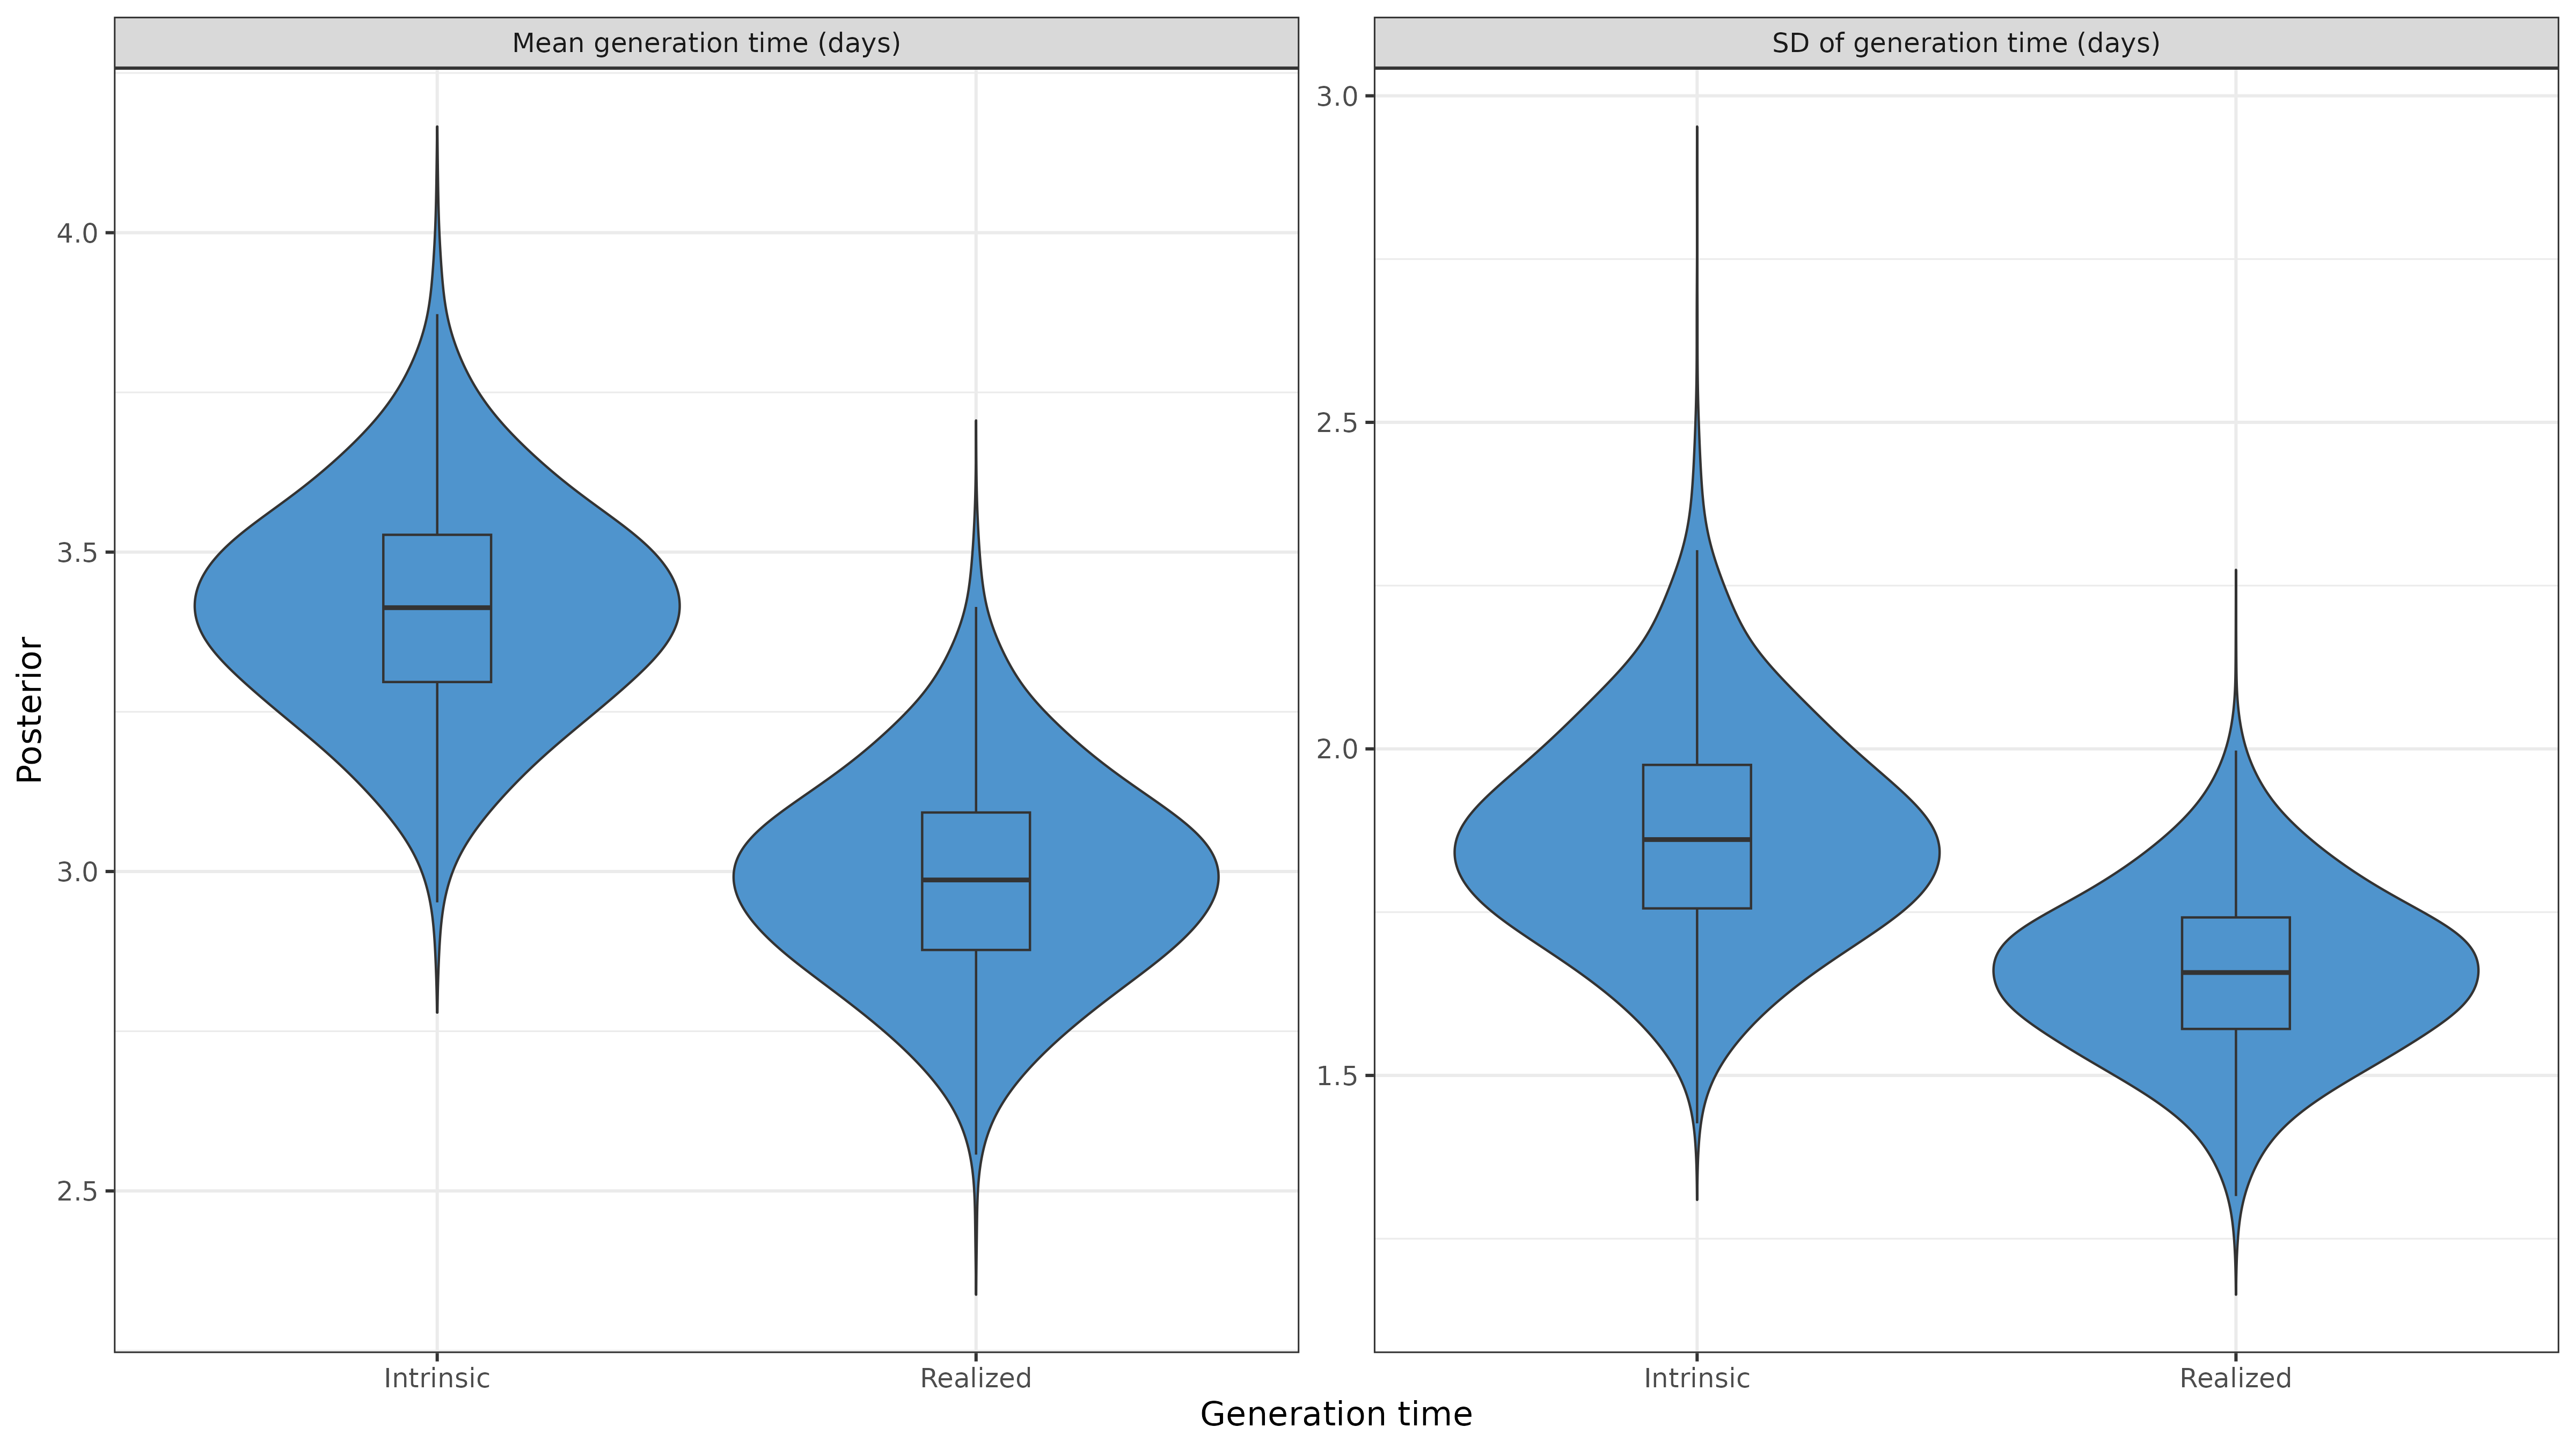 Mean generation time (days)
SD of generation time (days)
Posterior
4.0
3.5
3.0
2.5
3.0
2.5
2.0
1.5
Intrinsic
Realized
Intrinsic
Realized
Generation time